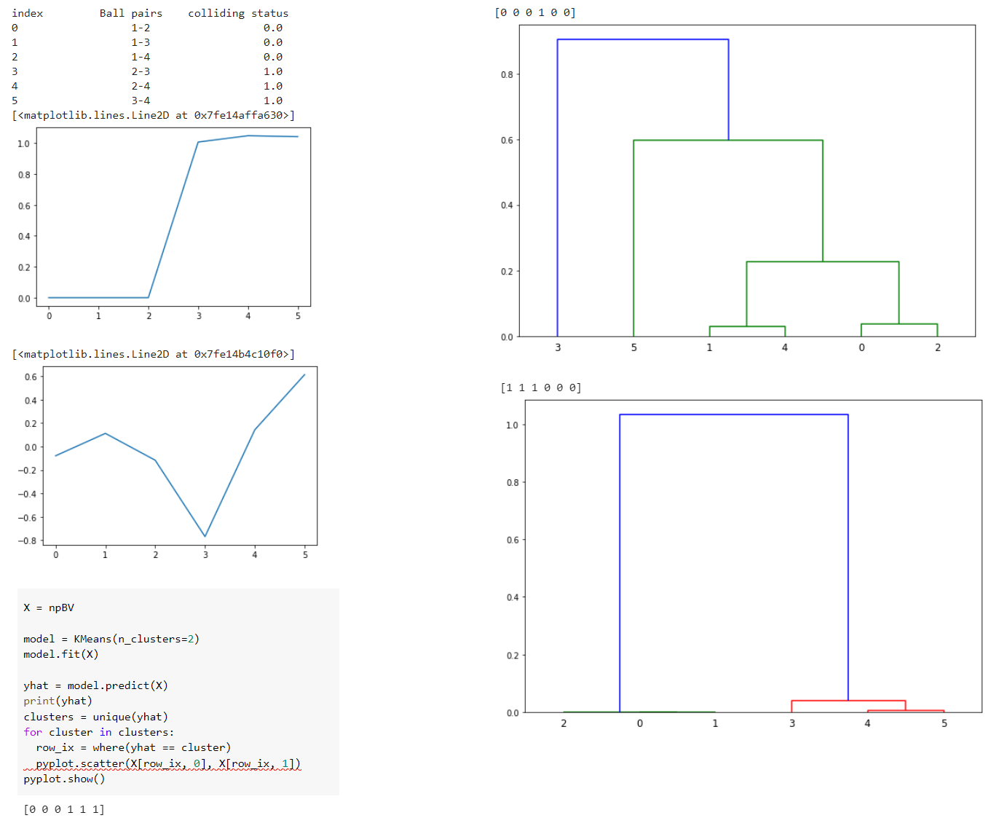 index Ball pairs colliding status
0 1-2 0.0
1 1-3 0.0
2 1-4 0.0
3 2-3 1.0
4 2-4 1.0
5 3-4 1.0
[<matplotlib.lines.Line2D at 0x7fe14affa630>]
1.0
0.8
0.6
0.4
0.2
0.0
0 1 2 3 4 5
[<matplotlib.lines.Line2D at 0x7fe14b4c10f0>]
0.6
0.4
0.2
0.0
−0.2
−0.4
−0.6
−0.8
0 1 2 3 4 5
X = npBV
model = KMeans(n_clusters=2)
model.fit(X)
yhat = model.predict(X)
print(yhat)
clusters = unique(yhat)
for cluster in clusters:
row_ix = where(yhat == cluster)
pyplot.scatter(X[row_ix, 0], X[row_ix, 1])
pyplot.show()
[0 0 0 1 1 1]
[0 0 0 1 0 0]
0.8
0.6
0.4
0.2
0.0
3 5 1 4 0 2
[1 1 1 0 0 0]
1.0
0.8
0.6
0.4
0.2
0.0
2 0 1 3 4 5